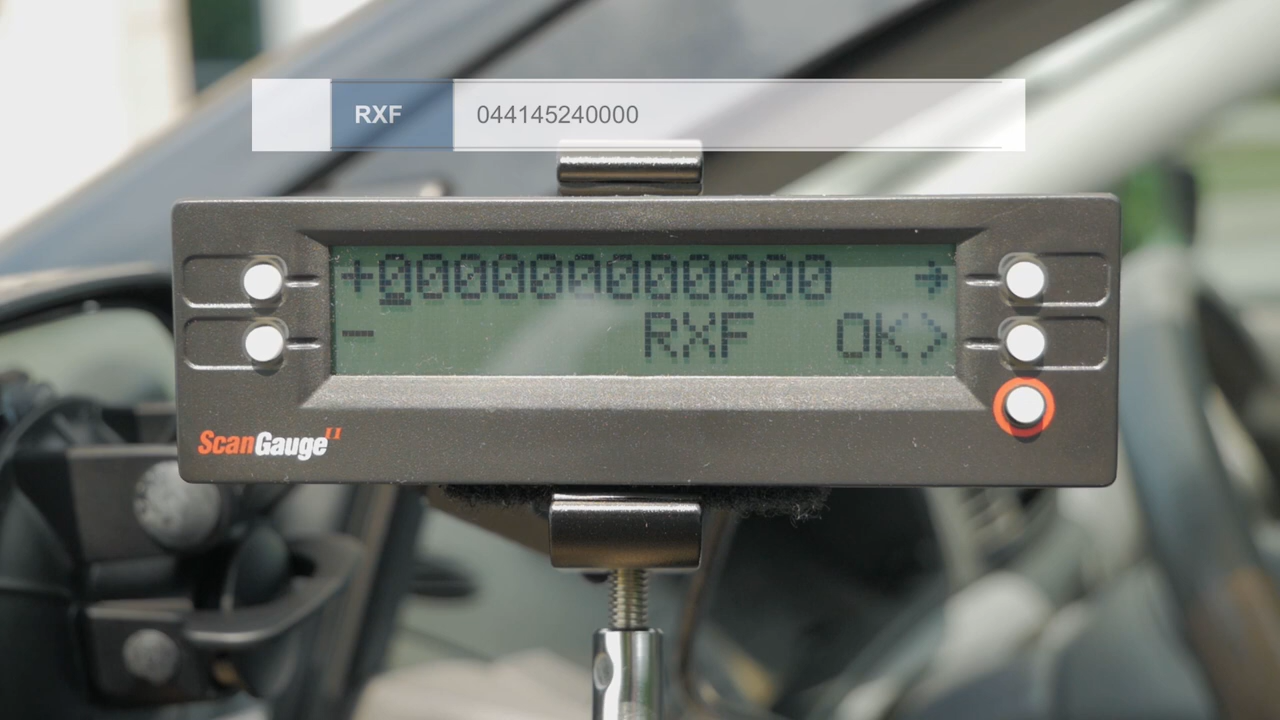 RXF 044145240000
+000000000000 →
- RXF OK>
ScanGauge II